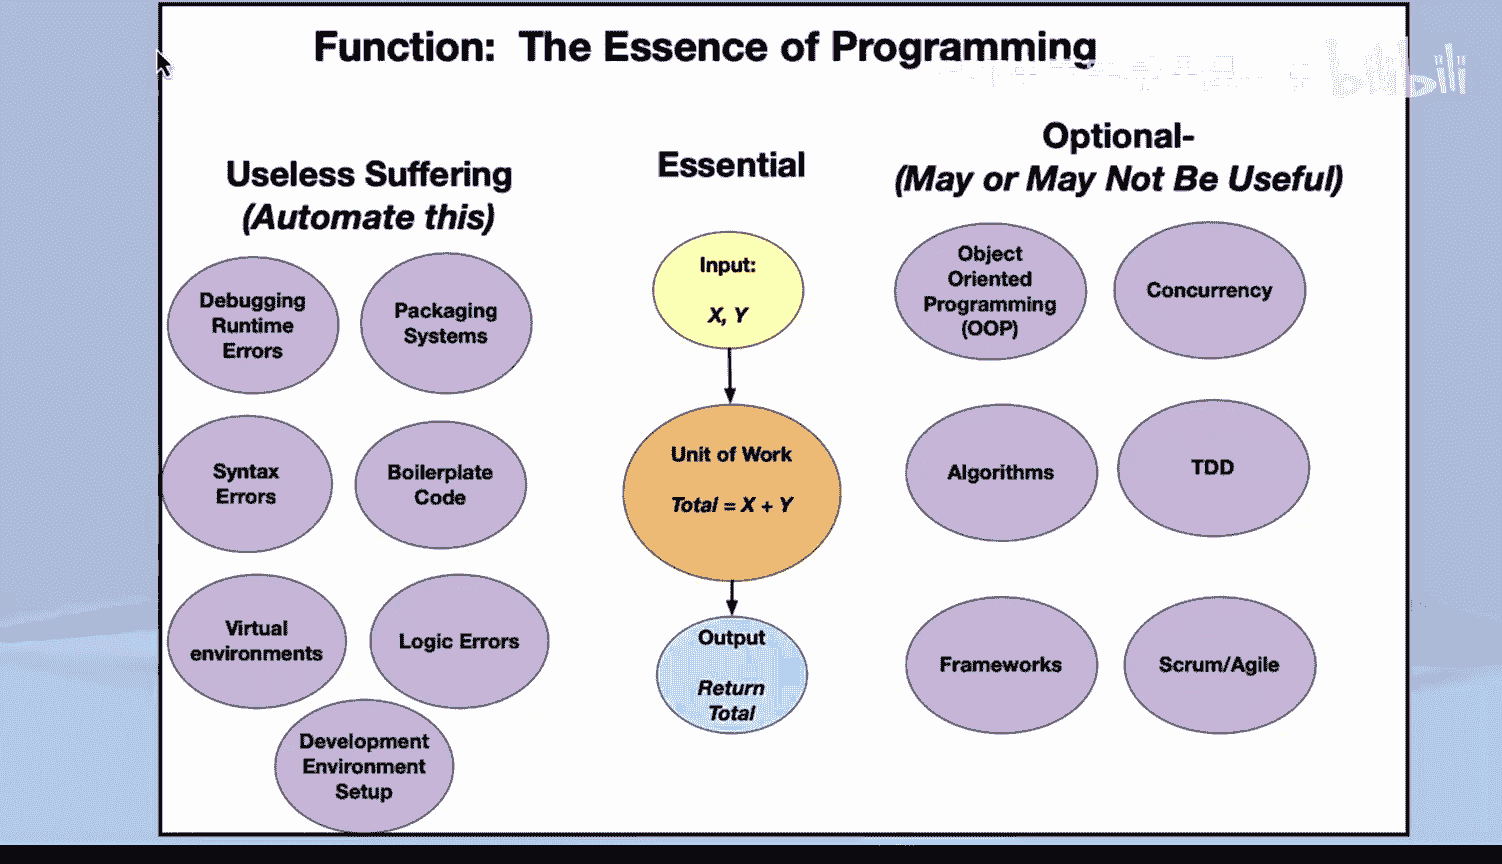 Function: The Essence of Programming
bilibili
Useless Suffering
(Automate this)
Debugging
Runtime
Errors
Packaging
Systems
Syntax
Errors
Boilerplate
Code
Virtual
environments
Logic Errors
Development
Environment
Setup
Essential
Input:
X, Y
Unit of Work
Total = X + Y
Output
Return
Total
Optional-
(May or May Not Be Useful)
Object
Oriented
Programming
(OOP)
Concurrency
Algorithms
TDD
Frameworks
Scrum/Agile